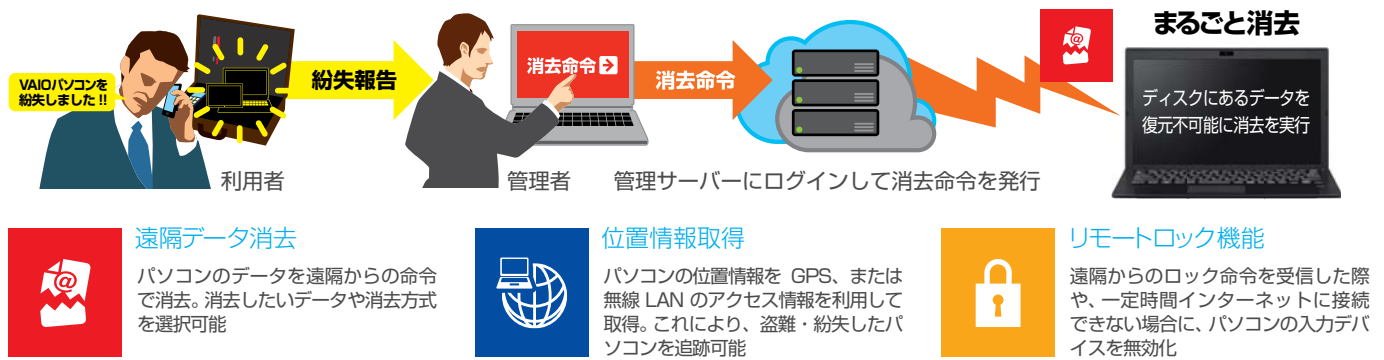 VAIOパソコンを
紛失しました!!
利用者
紛失報告
消去命令
管理者
消去命令
管理サーバーにログインして消去命令を発行
まるごと消去
ディスクにあるデータを
復元不可能に消去を実行
@
@
遠隔データ消去
パソコンのデータを遠隔からの命令
で消去。消去したいデータや消去方式
を選択可能
位置情報取得
パソコンの位置情報を GPS、または
無線 LAN のアクセス情報を利用して
取得。これにより、盗難・紛失したパ
ソコンを追跡可能
リモートロック機能
遠隔からのロック命令を受信した際
や、一定時間インターネットに接続
できない場合に、パソコンの入力デバ
イスを無効化